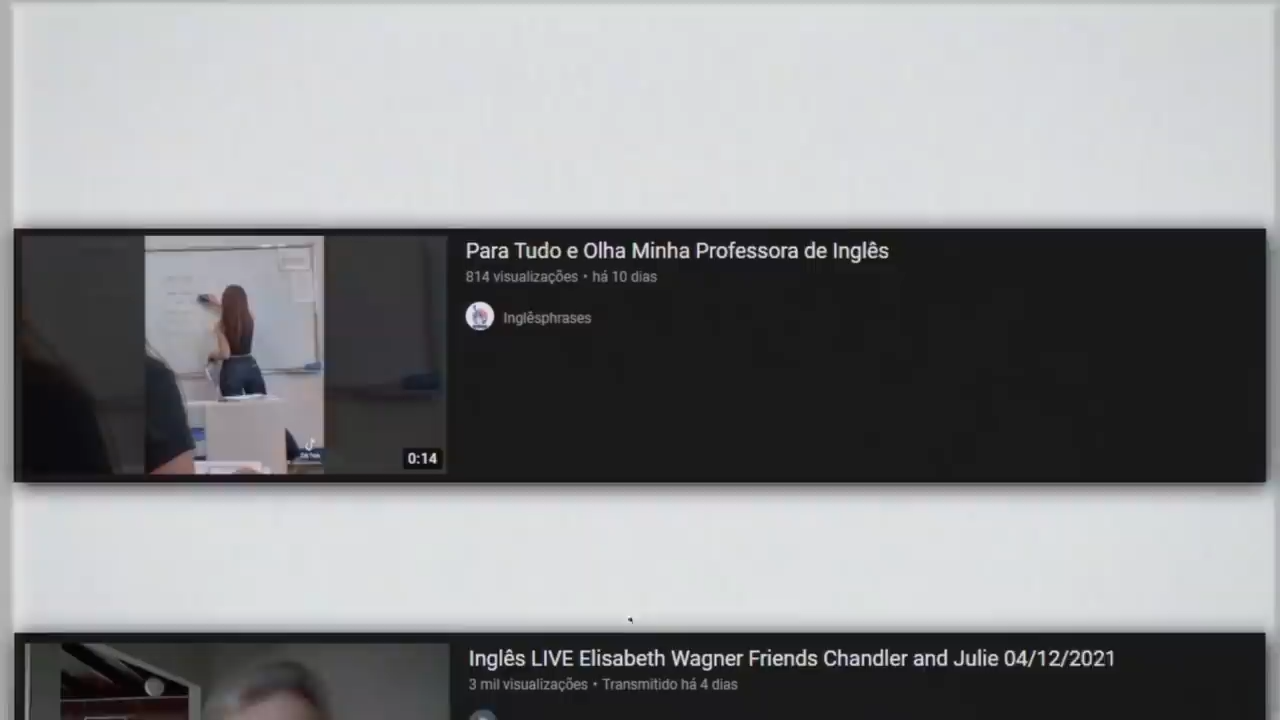 Para Tudo e Olha Minha Professora de Inglês
814 visualizações • há 10 dias
Inglêsphrases
0:14
Inglês LIVE Elisabeth Wagner Friends Chandler and Julie 04/12/2021
3 mil visualizações • Transmitido há 4 dias